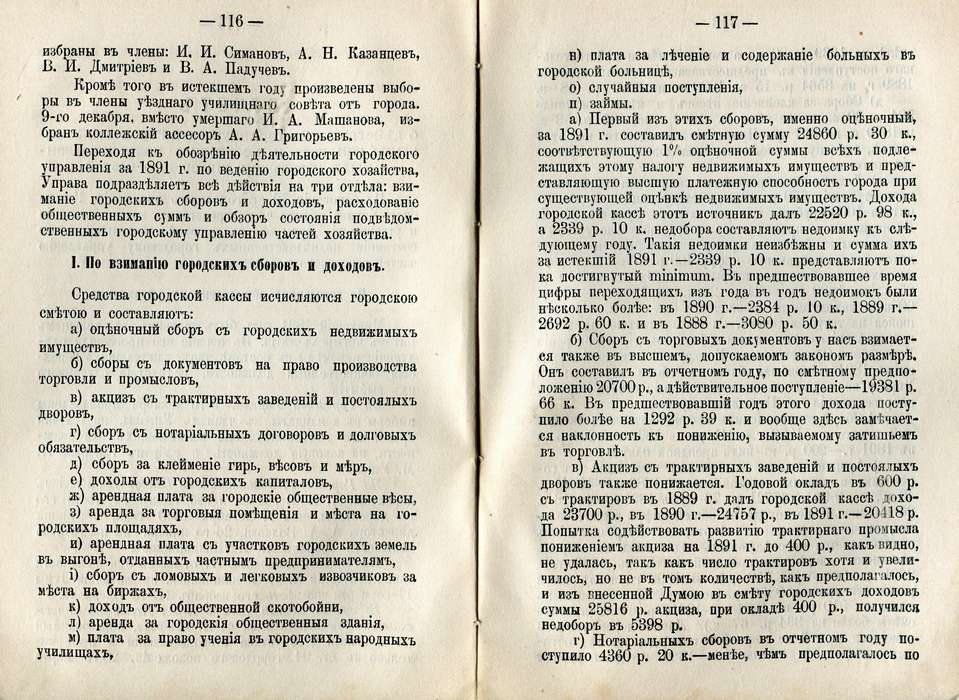 — 116 —
избраны въ члены: И. И. Симановъ, А. Н. Казанцевъ,
В. И. Дмитріевъ и В. А. Падучевъ.
Кромѣ того въ истекшемъ году произведены выбо-
ры въ члены уѣзднаго училищнаго совѣта отъ города.
9-го декабря, вмѣсто умершаго И. А. Машанова, из-
бранъ коллежскій ассесоръ А. А. Григорьевъ.
Переходя къ обозрѣнію дѣятельности городского
управленія за 1891 г. по веденію городского хозяйства,
Управа подраздѣляетъ всѣ дѣйствія на три отдѣла: взи-
маніе городскихъ сборовъ и доходовъ, расходованіе
общественныхъ суммъ и обзоръ состоянія подвѣдом-
ственныхъ городскому управленію частей хозяйства.
I. По взиманію городскихъ сборовъ и доходовъ.
Средства городской кассы исчисляются городскою
смѣтою и составляютъ:
а) оцѣночный сборъ съ городскихъ недвижимыхъ
имуществъ,
б) сборы съ документовъ на право производства
торговли и промысловъ,
в) акцизъ съ трактирныхъ заведеній и постоялыхъ
дворовъ,
г) сборъ съ нотаріальныхъ договоровъ и долговыхъ
обязательствъ,
д) сборъ за клейменіе гирь, вѣсовъ и мѣръ,
е) доходы отъ городскихъ капиталовъ,
ж) арендная плата за городскіе общественные вѣсы,
з) аренда за торговыя помѣщенія и мѣста на го-
родскихъ площадяхъ,
и) арендная плата съ участковъ городскихъ земель
въ выгонѣ, отданныхъ частнымъ предпринимателямъ,
і) сборъ съ ломовыхъ и легковыхъ извозчиковъ за
мѣста на биржахъ,
к) доходъ отъ общественной скотобойни,
л) аренда за городскія общественныя зданія,
м) плата за право ученія въ городскихъ народныхъ
училищахъ,
— 117 —
н) плата за лѣченіе и содержаніе больныхъ въ
городской больницѣ,
о) случайныя поступленія,
п) займы.
а) Первый изъ этихъ сборовъ, именно оцѣночный,
за 1891 г. составилъ смѣтную сумму 24860 р. 30 к.,
соотвѣтствующую 1% оцѣночной суммы всѣхъ подле-
жащихъ этому налогу недвижимыхъ имуществъ и пред-
ставляющую высшую платежную способность города при
существующей оцѣнкѣ недвижимыхъ имуществъ. Дохода
городской кассѣ этотъ источникъ далъ 22520 р. 98 к.,
а 2339 р. 10 к. недобора составляютъ недоимку къ слѣ-
дующему году. Такія недоимки неизбѣжны и сумма ихъ
за истекшій 1891 г.—2339 р. 10 к. представляютъ по-
ка достигнутый minimum. Въ предшествовавшее время
цифры переходящихъ изъ года въ годъ недоимокъ были
нѣсколько болѣе: въ 1890 г.—2384 р. 10 к., 1889 г.—
2692 р. 60 к. и въ 1888 г.—3080 р. 50 к.
б) Сборъ съ торговыхъ документовъ у насъ взимает-
ся также въ высшемъ, допускаемомъ закономъ размѣрѣ.
Онъ составилъ въ отчетномъ году, по смѣтному предпо-
ложенію 20700 р., а дѣйствительное поступленіе—19381 р.
66 к. Въ предшествовавшій годъ этого дохода посту-
пило болѣе на 1292 р. 39 к. и вообще здѣсь замѣчает-
ся наклонность къ пониженію, вызываемому затишьемъ
въ торговлѣ.
в) Акцизъ съ трактирныхъ заведеній и постоялыхъ
дворовъ также понижается. Годовой окладъ въ 600 р.
съ трактировъ въ 1889 г. далъ городской кассѣ дохо-
да 23700 р., въ 1890 г.—24757 р., въ 1891 г.—20418 р.
Попытка содѣйствовать развитію трактирнаго промысла
пониженіемъ акциза на 1891 г. до 400 р., какъ видно,
не удалась, такъ какъ число трактировъ хотя и увели-
чилось, но не въ томъ количествѣ, какъ предполагалось,
и изъ внесенной Думою въ смѣту городскихъ доходовъ
суммы 25816 р. акциза, при окладѣ 400 р., получился
недоборъ въ 5398 р.
г) Нотаріальныхъ сборовъ въ отчетномъ году по-
ступило 4360 р. 20 к.—менѣе, чѣмъ предполагалось по